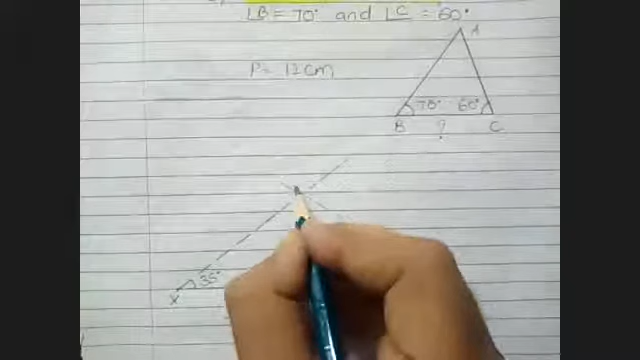 ∠B = 70° and ∠C = 60°
P = 12cm
A
70° 60°
B ? C
35°
X